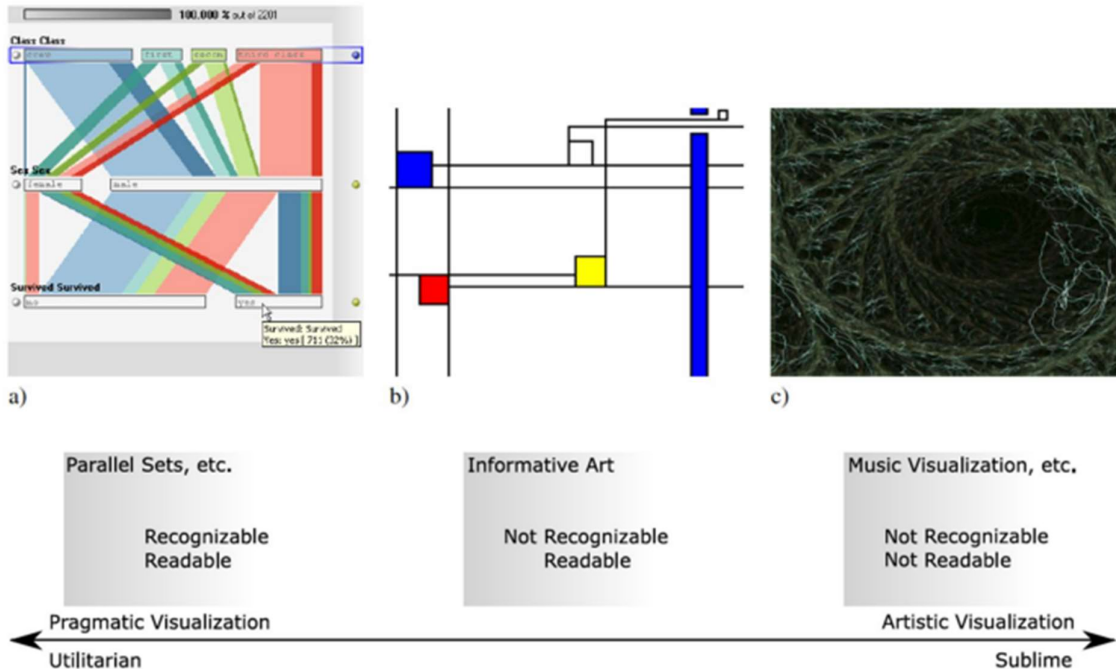 100.000 % out of 2201
Class Class
crew first secon third class
Sex Sex
female male
Survived Survived
no yes
Survived: Survived
Yes: yes [ 711 (32%) ]
a) b) c)
Parallel Sets, etc. Informative Art Music Visualization, etc.
Recognizable Not Recognizable Not Recognizable
Readable Readable Not Readable
Pragmatic Visualization Artistic Visualization
Utilitarian Sublime